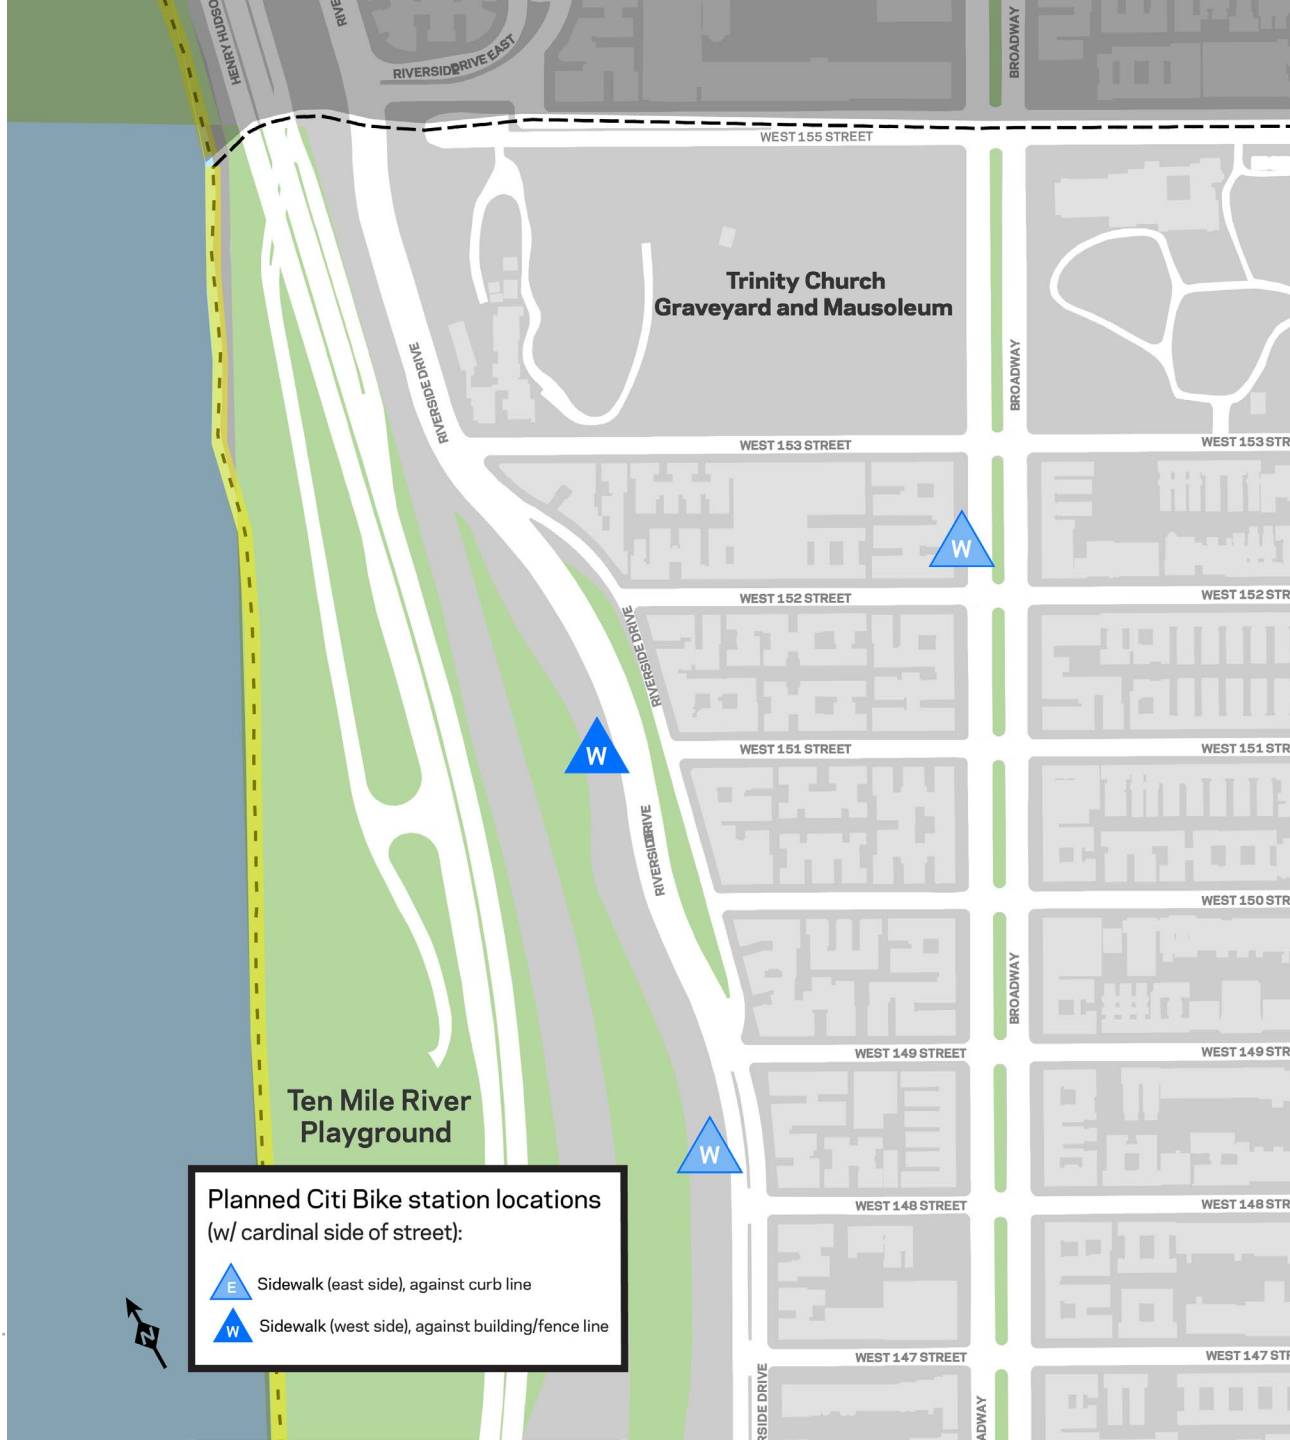 HENRY HUDSO
RIVE
RIVERSIDE DRIVE EAST
BROADWAY
WEST 155 STREET
Trinity Church
Graveyard and Mausoleum
RIVERSIDE DRIVE
BROADWAY
WEST 153 STREET
WEST 153 STR
W
WEST 152 STREET
WEST 152 STR
RIVERSIDE DRIVE
W
WEST 151 STREET
WEST 151 STR
RIVERSIDE DRIVE
WEST 150 STR
BROADWAY
WEST 149 STREET
WEST 149 STR
Ten Mile River
Playground
W
WEST 148 STREET
WEST 148 STR
Planned Citi Bike station locations
(w/ cardinal side of street):
E Sidewalk (east side), against curb line
W Sidewalk (west side), against building/fence line
N
WEST 147 STREET
WEST 147 STR
RSIDE DRIVE
ADWAY